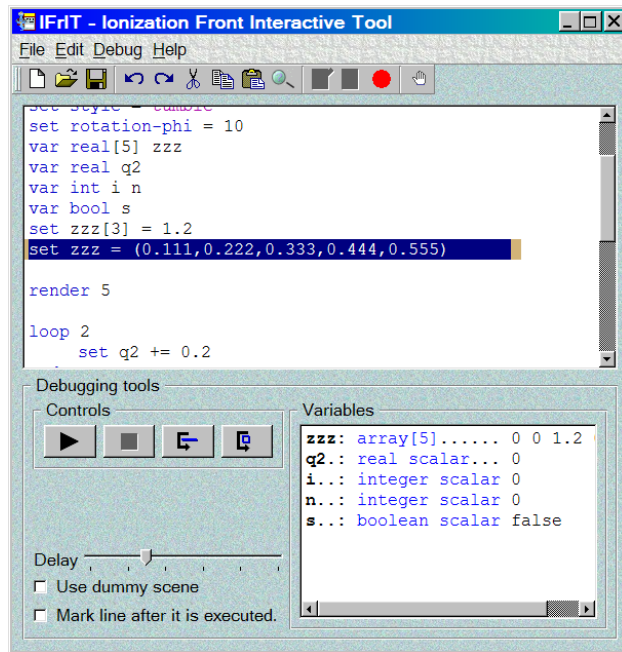 IFrIT - Ionization Front Interactive Tool
File Edit Debug Help
set style = tumble
set rotation-phi = 10
var real[5] zzz
var real q2
var int i n
var bool s
set zzz[3] = 1.2
set zzz = (0.111,0.222,0.333,0.444,0.555)
render 5
loop 2
set q2 += 0.2
Debugging tools
Controls
Variables
zzz: array[5]...... 0 0 1.2
q2.: real scalar... 0
i..: integer scalar 0
n..: integer scalar 0
s..: boolean scalar false
Delay
Use dummy scene
Mark line after it is executed.